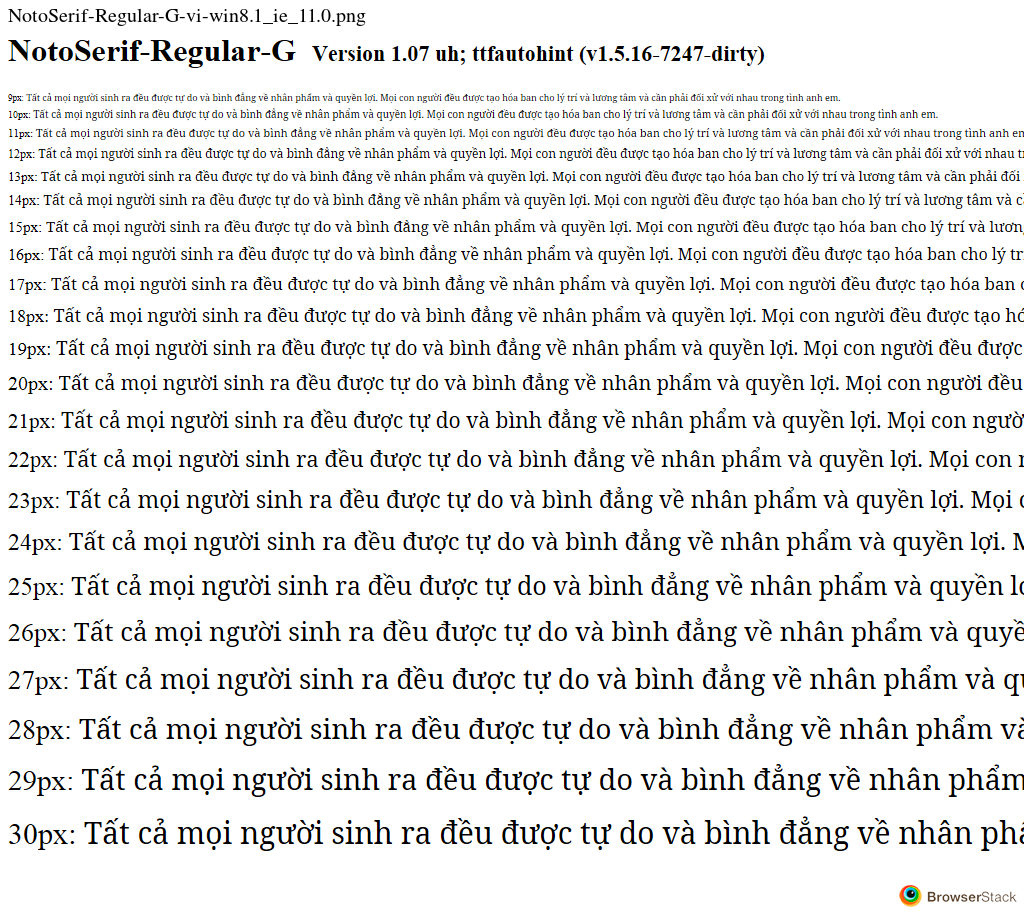 NotoSerif-Regular-G-vi-win8.1_ie_11.0.png
NotoSerif-Regular-G Version 1.07 uh; ttfautohint (v1.5.16-7247-dirty)
9px: Tất cả mọi người sinh ra đều được tự do và bình đẳng về nhân phẩm và quyền lợi. Mọi con người đều được tạo hóa ban cho lý trí và lương tâm và cần phải đối xử với nhau trong tình anh em.
10px: Tất cả mọi người sinh ra đều được tự do và bình đẳng về nhân phẩm và quyền lợi. Mọi con người đều được tạo hóa ban cho lý trí và lương tâm và cần phải đối xử với nhau trong tình anh em.
11px: Tất cả mọi người sinh ra đều được tự do và bình đẳng về nhân phẩm và quyền lợi. Mọi con người đều được tạo hóa ban cho lý trí và lương tâm và cần phải đối xử với nhau trong tình anh em
12px: Tất cả mọi người sinh ra đều được tự do và bình đẳng về nhân phẩm và quyền lợi. Mọi con người đều được tạo hóa ban cho lý trí và lương tâm và cần phải đối xử với nhau
13px: Tất cả mọi người sinh ra đều được tự do và bình đẳng về nhân phẩm và quyền lợi. Mọi con người đều được tạo hóa ban cho lý trí và lương tâm và cần phải đối
14px: Tất cả mọi người sinh ra đều được tự do và bình đẳng về nhân phẩm và quyền lợi. Mọi con người đều được tạo hóa ban cho lý trí và lương tâm và
15px: Tất cả mọi người sinh ra đều được tự do và bình đẳng về nhân phẩm và quyền lợi. Mọi con người đều được tạo hóa ban cho lý trí và lươn
16px: Tất cả mọi người sinh ra đều được tự do và bình đẳng về nhân phẩm và quyền lợi. Mọi con người đều được tạo hóa ban cho lý tr
17px: Tất cả mọi người sinh ra đều được tự do và bình đẳng về nhân phẩm và quyền lợi. Mọi con người đều được tạo hóa ban
18px: Tất cả mọi người sinh ra đều được tự do và bình đẳng về nhân phẩm và quyền lợi. Mọi con người đều được tạo hó
19px: Tất cả mọi người sinh ra đều được tự do và bình đẳng về nhân phẩm và quyền lợi. Mọi con người đều được
20px: Tất cả mọi người sinh ra đều được tự do và bình đẳng về nhân phẩm và quyền lợi. Mọi con người đều
21px: Tất cả mọi người sinh ra đều được tự do và bình đẳng về nhân phẩm và quyền lợi. Mọi con ngườ
22px: Tất cả mọi người sinh ra đều được tự do và bình đẳng về nhân phẩm và quyền lợi. Mọi con
23px: Tất cả mọi người sinh ra đều được tự do và bình đẳng về nhân phẩm và quyền lợi. Mọi
24px: Tất cả mọi người sinh ra đều được tự do và bình đẳng về nhân phẩm và quyền lợi.
25px: Tất cả mọi người sinh ra đều được tự do và bình đẳng về nhân phẩm và quyền
26px: Tất cả mọi người sinh ra đều được tự do và bình đẳng về nhân phẩm và quyề
27px: Tất cả mọi người sinh ra đều được tự do và bình đẳng về nhân phẩm và
28px: Tất cả mọi người sinh ra đều được tự do và bình đẳng về nhân phẩm và
29px: Tất cả mọi người sinh ra đều được tự do và bình đẳng về nhân phẩm
30px: Tất cả mọi người sinh ra đều được tự do và bình đẳng về nhân
BrowserStack